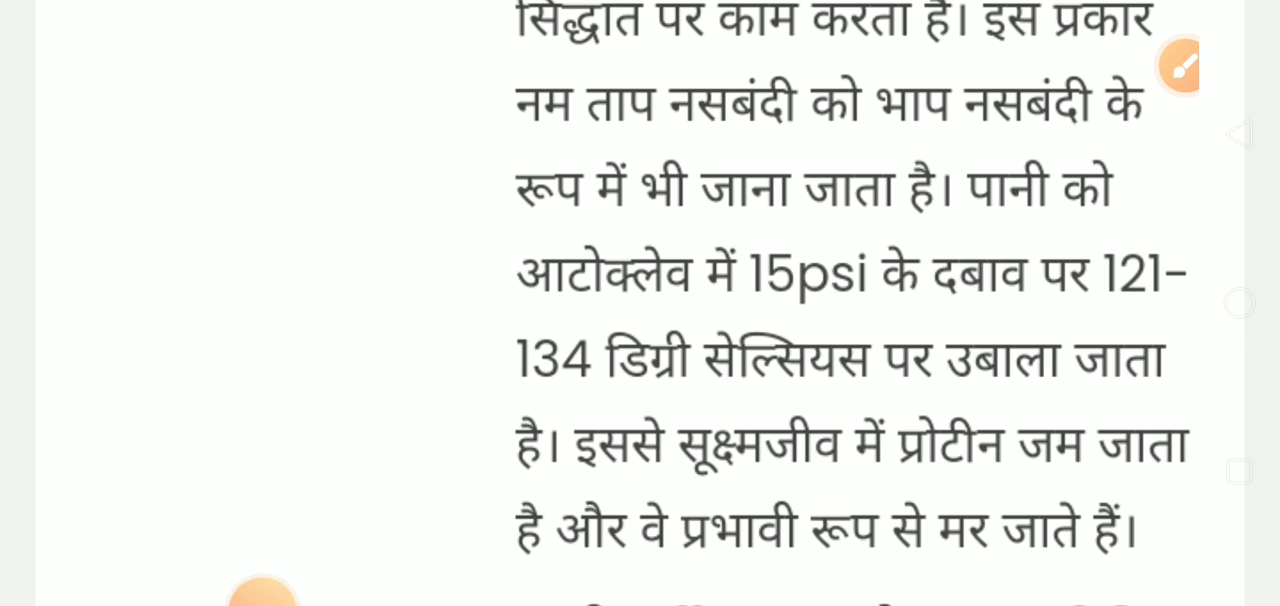 सिद्धांत पर काम करता है। इस प्रकार
नम ताप नसबंदी को भाप नसबंदी के
रूप में भी जाना जाता है। पानी को
आटोक्लेव में 15psi के दबाव पर 121-
134 डिग्री सेल्सियस पर उबाला जाता
है। इससे सूक्ष्मजीव में प्रोटीन जम जाता
है और वे प्रभावी रूप से मर जाते हैं।